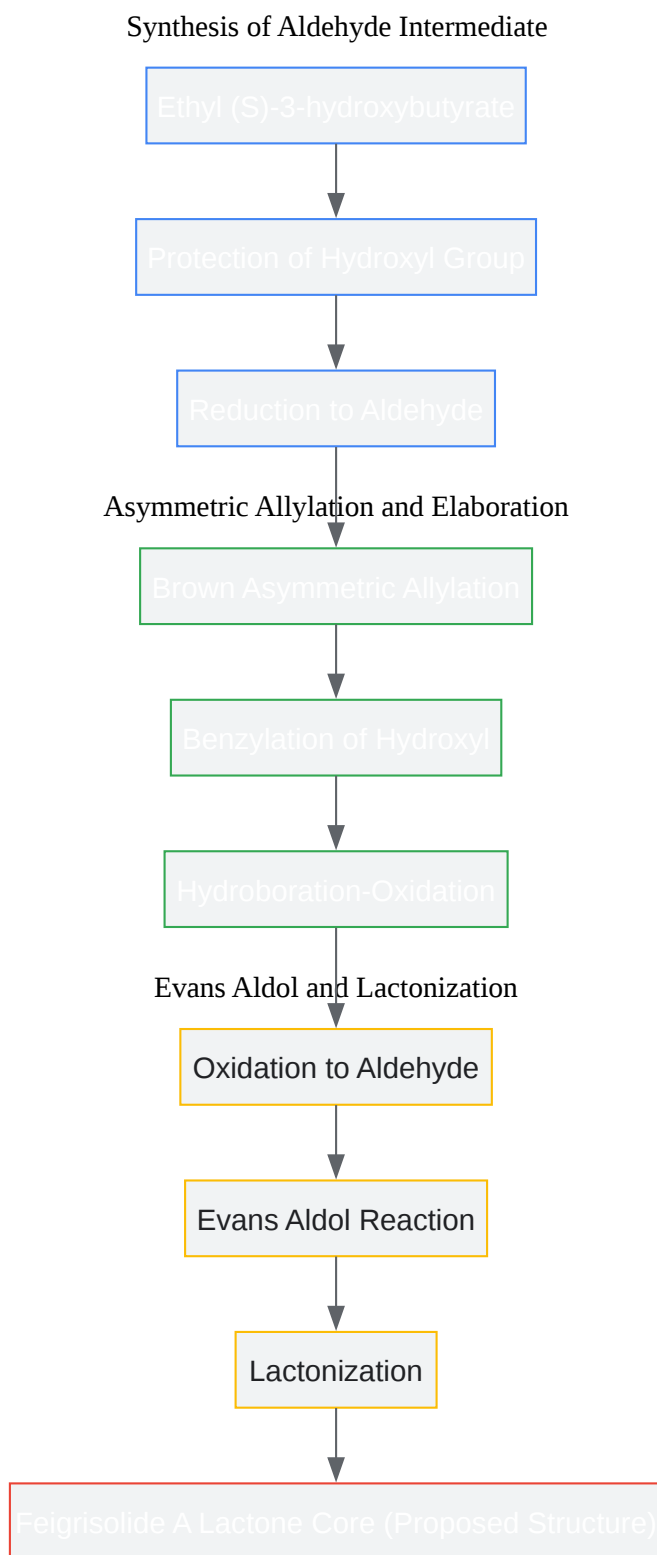 Synthesis of Aldehyde Intermediate
Ethyl (S)-3-hydroxybutyrate
Protection of Hydroxyl Group
Reduction to Aldehyde
Asymmetric Allylation and Elaboration
Brown Asymmetric Allylation
Benzylation of Hydroxyl
Hydroboration-Oxidation
Evans Aldol and Lactonization
Oxidation to Aldehyde
Evans Aldol Reaction
Lactonization
Feigrisolide A Lactone Core (Proposed Structure)